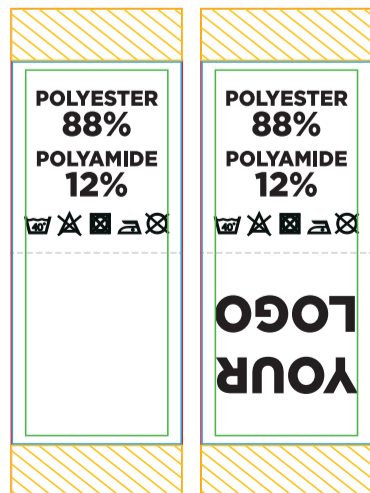 POLYESTER
88%
POLYAMIDE
12%
40°
POLYESTER
88%
POLYAMIDE
12%
40°
YOUR
LOGO